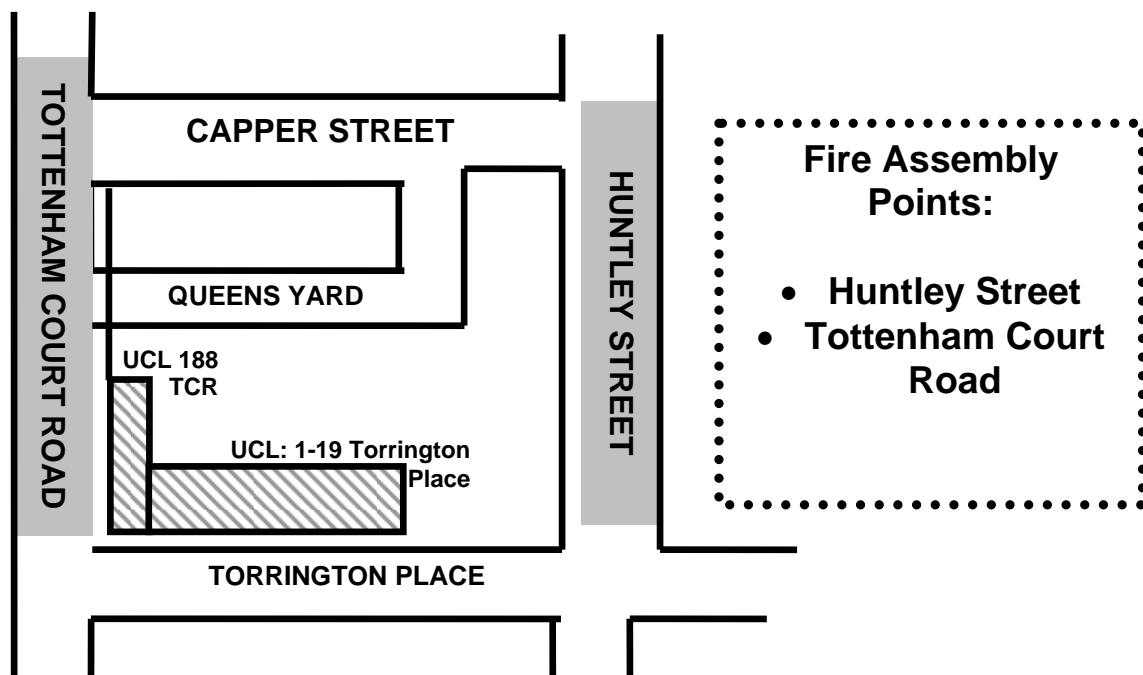 TOTTENHAM COURT ROAD
CAPPER STREET
QUEENS YARD
UCL 188
TCR
UCL: 1-19 Torrington
Place
TORRINGTON PLACE
HUNTLEY STREET
Fire Assembly
Points:
• Huntley Street
• Tottenham Court
Road